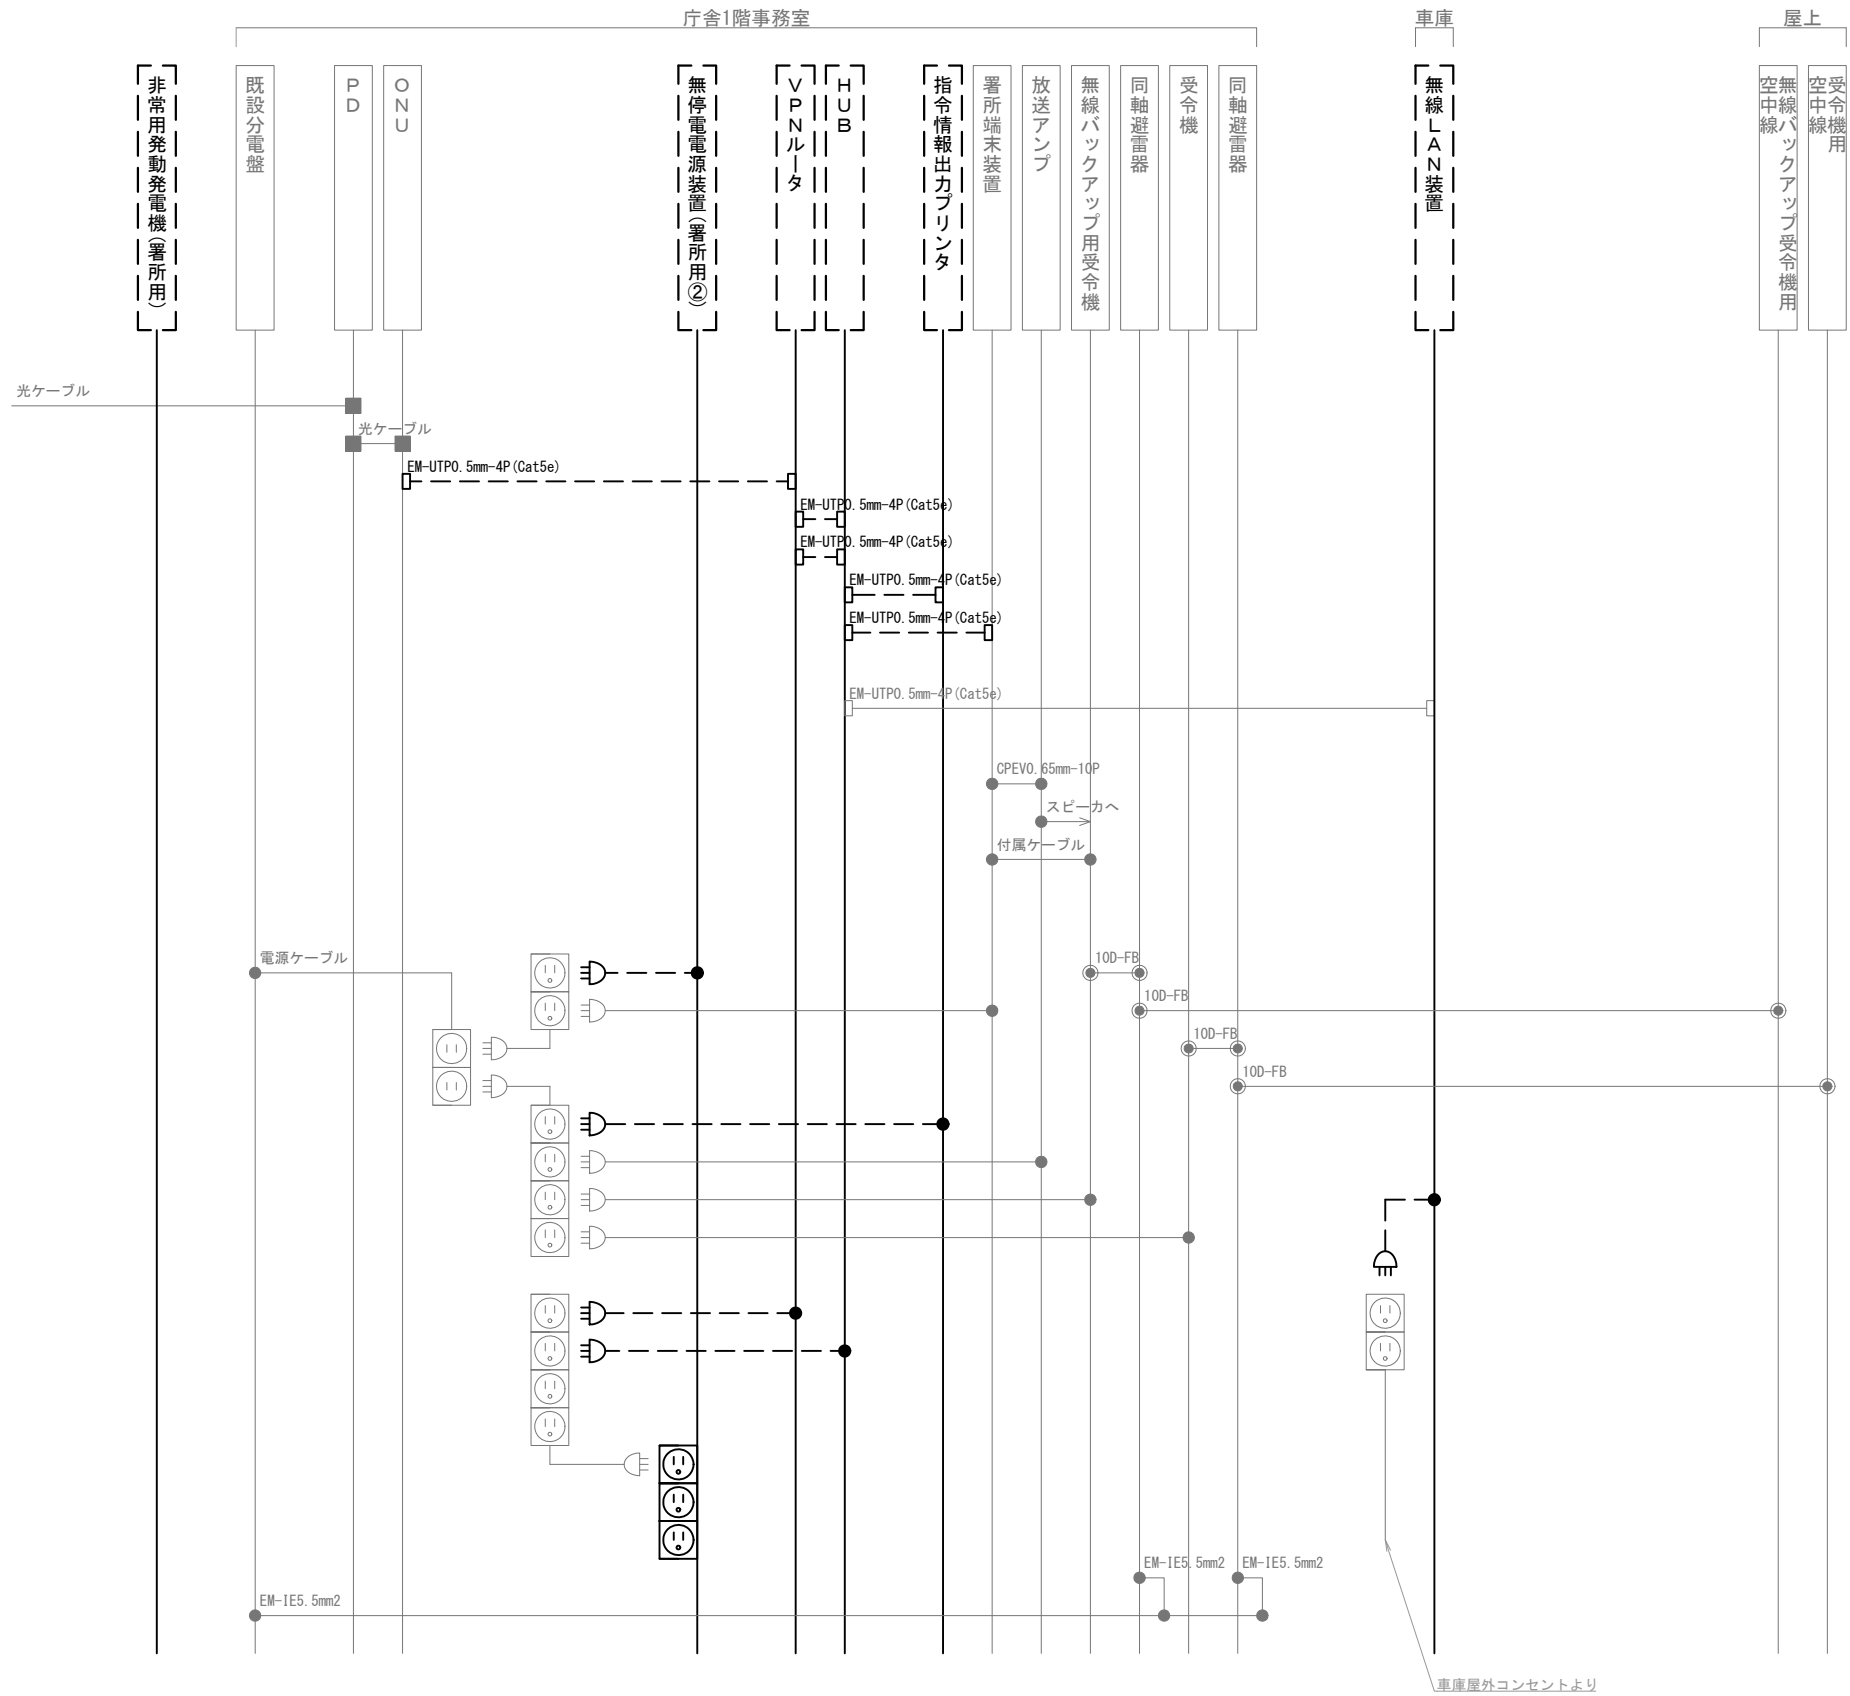 庁舎1階事務室
車庫
屋上
非常用発動発電機(署所用)
既設分電盤
PD
ONU
無停電電源装置(署所用②)
VPNルータ
HUB
指令情報出力プリンタ
署所端末装置
放送アンプ
無線バックアップ用受令機
同軸避雷器
受令機
同軸避雷器
無線LAN装置
無線バックアップ受令機用
空中線
受令機用
空中線
光ケーブル
光ケーブル
EM-UTP0.5mm-4P(Cat5e)
EM-UTP0.5mm-4P(Cat5e)
EM-UTP0.5mm-4P(Cat5e)
EM-UTP0.5mm-4P(Cat5e)
EM-UTP0.5mm-4P(Cat5e)
EM-UTP0.5mm-4P(Cat5e)
CPEV0.65mm-10P
スピーカへ
付属ケーブル
電源ケーブル
10D-FB
10D-FB
10D-FB
10D-FB
EM-IE5.5mm2
EM-IE5.5mm2
EM-IE5.5mm2
車庫屋外コンセントより